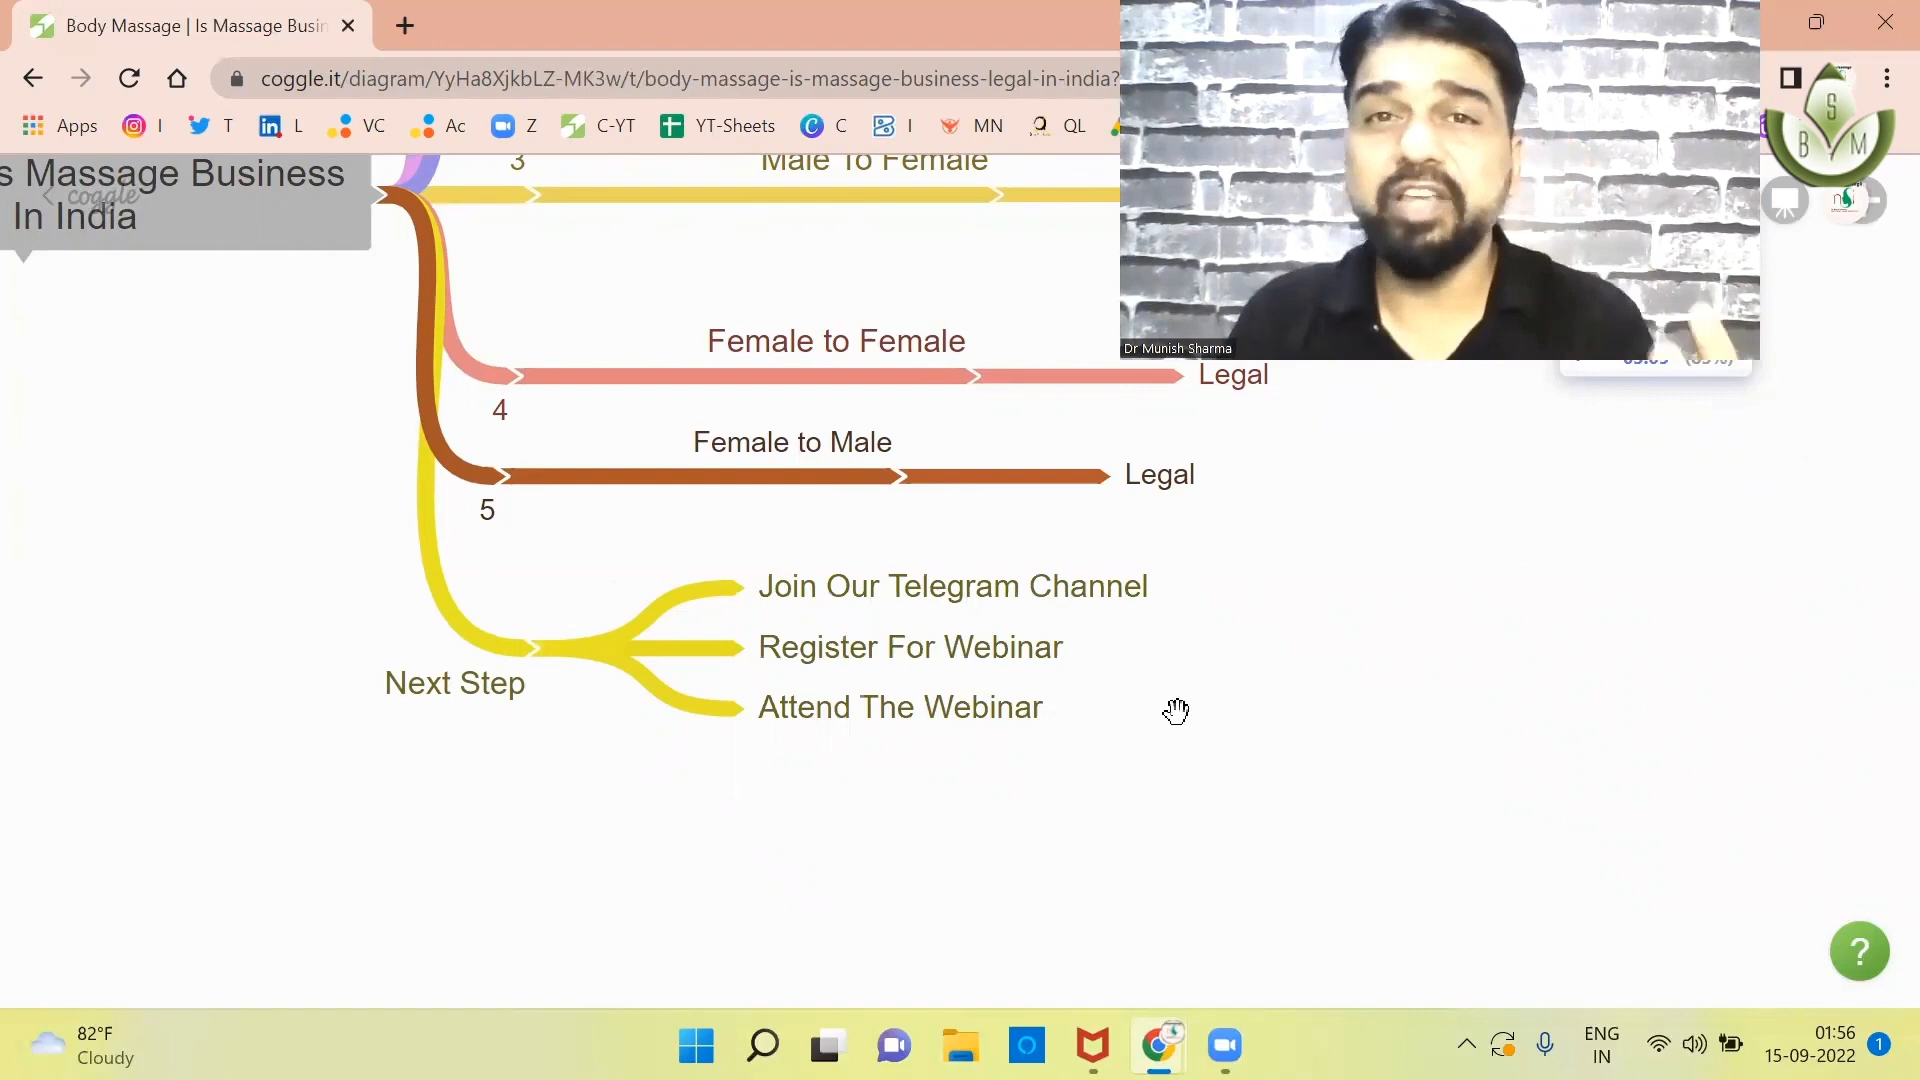 Body Massage | Is Massage Busin
coggle.it/diagram/YyHa8XjkbLZ-MK3w/t/body-massage-is-massage-business-legal-in-india?
Apps
I
T
L
VC
Ac
Z
C-YT
YT-Sheets
C
I
MN
QL
S
B
M
s Massage Business
In India
coggle
3
Male To Female
Dr Munish Sharma
Female to Female
Legal
4
Female to Male
Legal
5
Join Our Telegram Channel
Register For Webinar
Next Step
Attend The Webinar
?
82°F
Cloudy
ENG
IN
01:56
15-09-2022
1